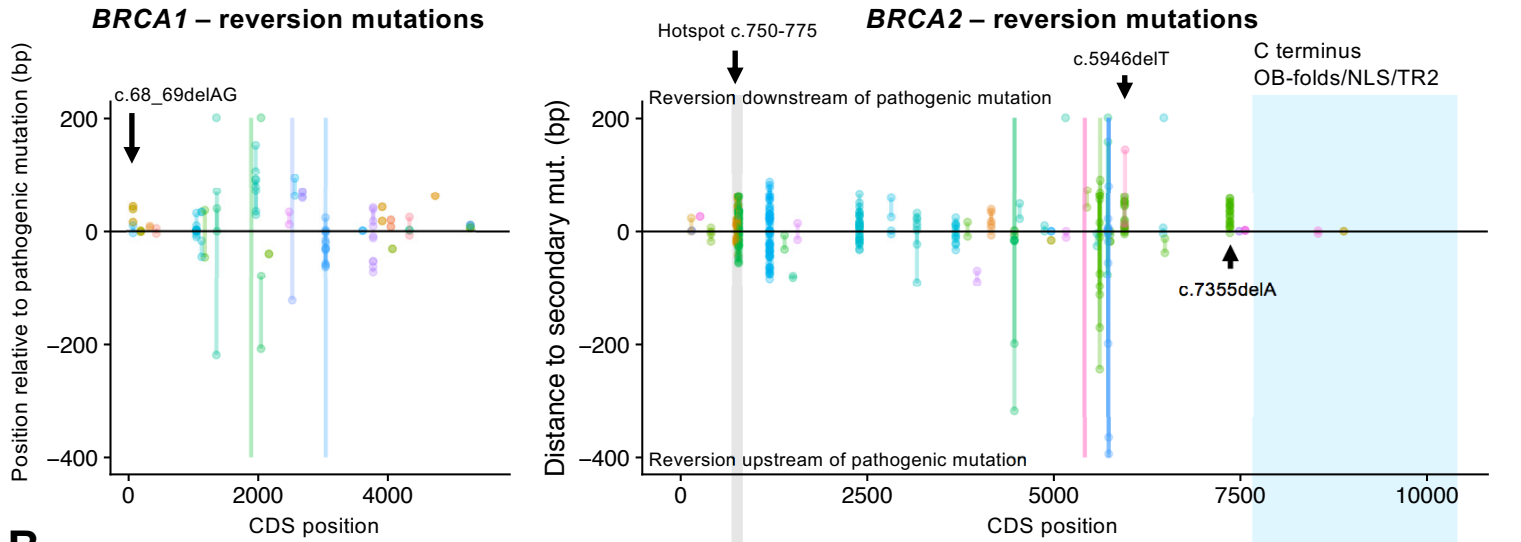 BRCA1 – reversion mutations
Position relative to pathogenic mutation (bp)
c.68_69delAG
200
0
−200
−400
0
2000
4000
CDS position
BRCA2 – reversion mutations
Hotspot c.750-775
c.5946delT
C terminus
OB-folds/NLS/TR2
Distance to secondary mut. (bp)
Reversion downstream of pathogenic mutation
200
0
−200
−400
c.7355delA
Reversion upstream of pathogenic mutation
0
2500
5000
7500
10000
CDS position
B